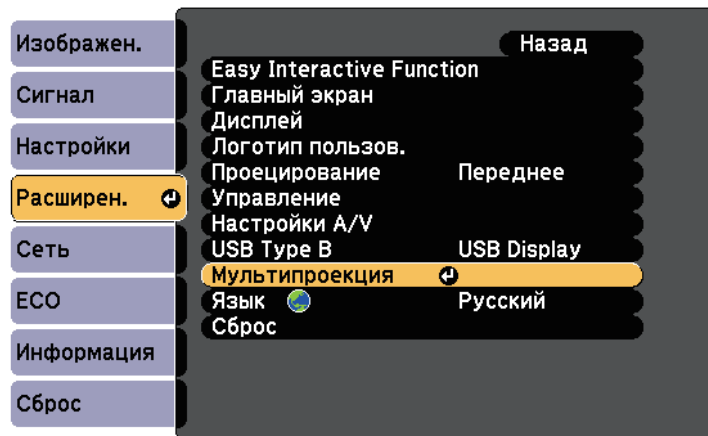 Изображен.
Сигнал
Настройки
Расширен.
Сеть
ECO
Информация
Сброс
Назад
Easy Interactive Function
Главный экран
Дисплей
Логотип пользов.
Проецирование Переднее
Управление
Настройки A/V
USB Type B USB Display
Мультипроекция
Язык Русский
Сброс